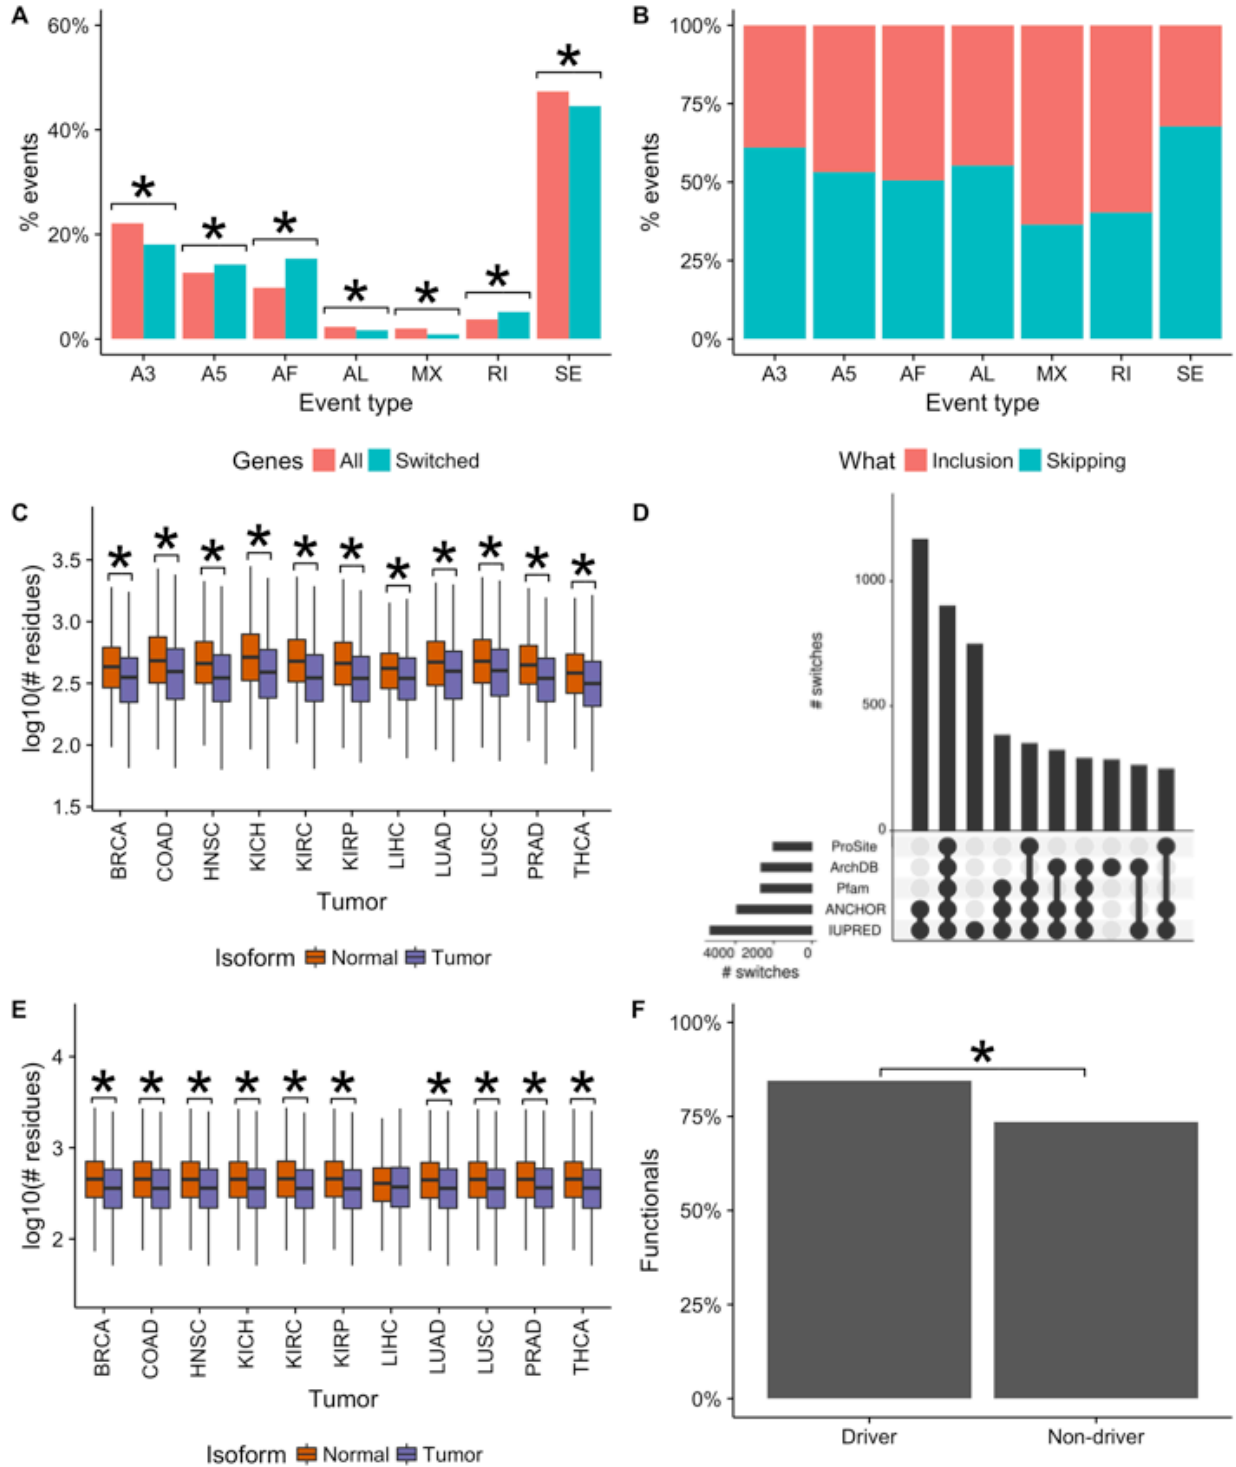 A
60%
40%
20%
0%
% events
* * * * * * *
A3 A5 AF AL MX RI SE
Event type
Genes All Switched
B
100%
75%
50%
25%
0%
% events
A3 A5 AF AL MX RI SE
Event type
What Inclusion Skipping
C
3.5
3.0
2.5
2.0
1.5
log10(# residues)
* * * * * * * * * * *
BRCA COAD HNSC KICH KIRC KIRP LIHC LUAD LUSC PRAD THCA
Tumor
Isoform Normal Tumor
D
1000
500
0
# switches
ProSite
ArchDB
Pfam
ANCHOR
IUPRED
4000 2000 0
# switches
E
4
3
2
log10(# residues)
* * * * * * * * * *
BRCA COAD HNSC KICH KIRC KIRP LIHC LUAD LUSC PRAD THCA
Tumor
Isoform Normal Tumor
F
100%
75%
50%
25%
0%
Functionals
*
Driver Non-driver